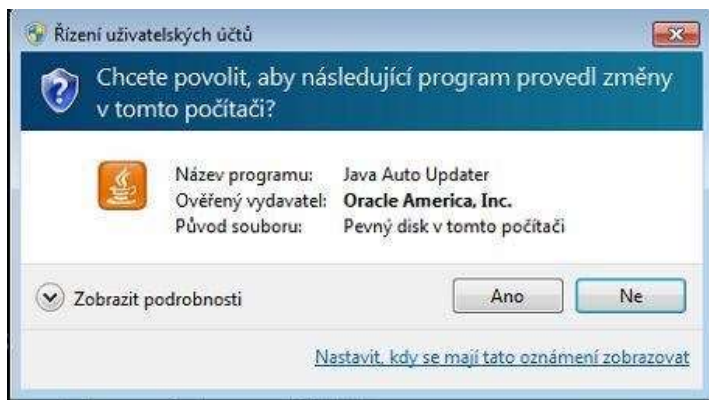 Řízení uživatelských účtů
Chcete povolit, aby následující program provedl změny
v tomto počítači?
Název programu: Java Auto Updater
Ověřený vydavatel: Oracle America, Inc.
Původ souboru: Pevný disk v tomto počítači
Zobrazit podrobnosti
Ano
Ne
Nastavit, kdy se mají tato oznámení zobrazovat